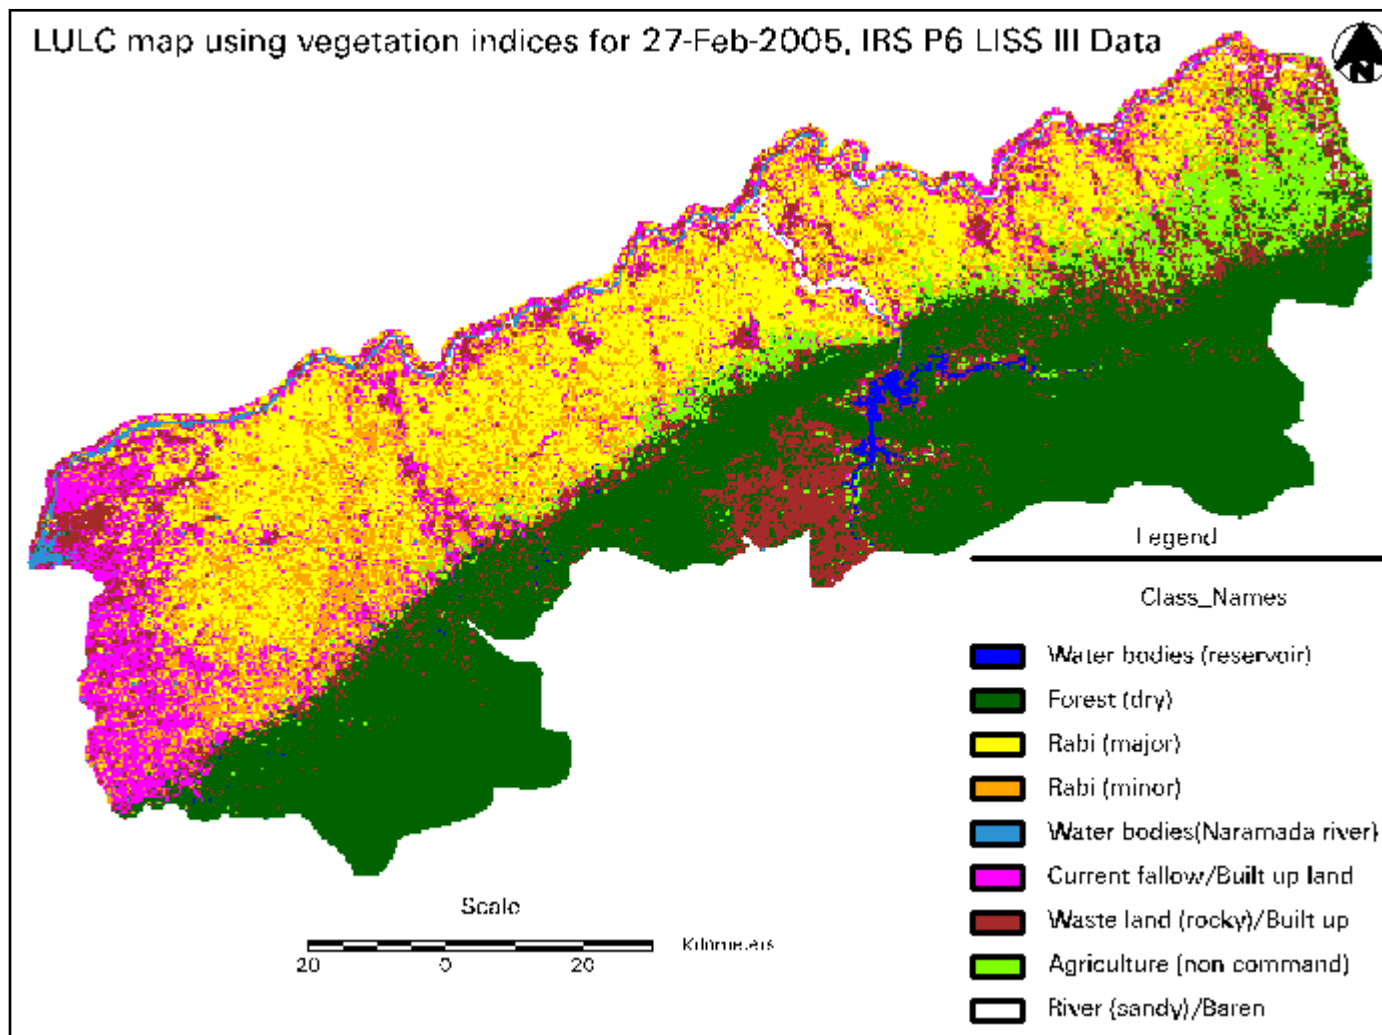 LULC map using vegetation indices for 27-Feb-2005, IRS P6 LISS III Data
N
Legend
Class_Names
Water bodies (reservoir)
Forest (dry)
Rabi (major)
Rabi (minor)
Water bodies(Naramada river)
Current fallow/Built up land
Waste land (rocky)/Built up
Agriculture (non command)
River (sandy)/Baren
Scale
Kilometers
20 0 20